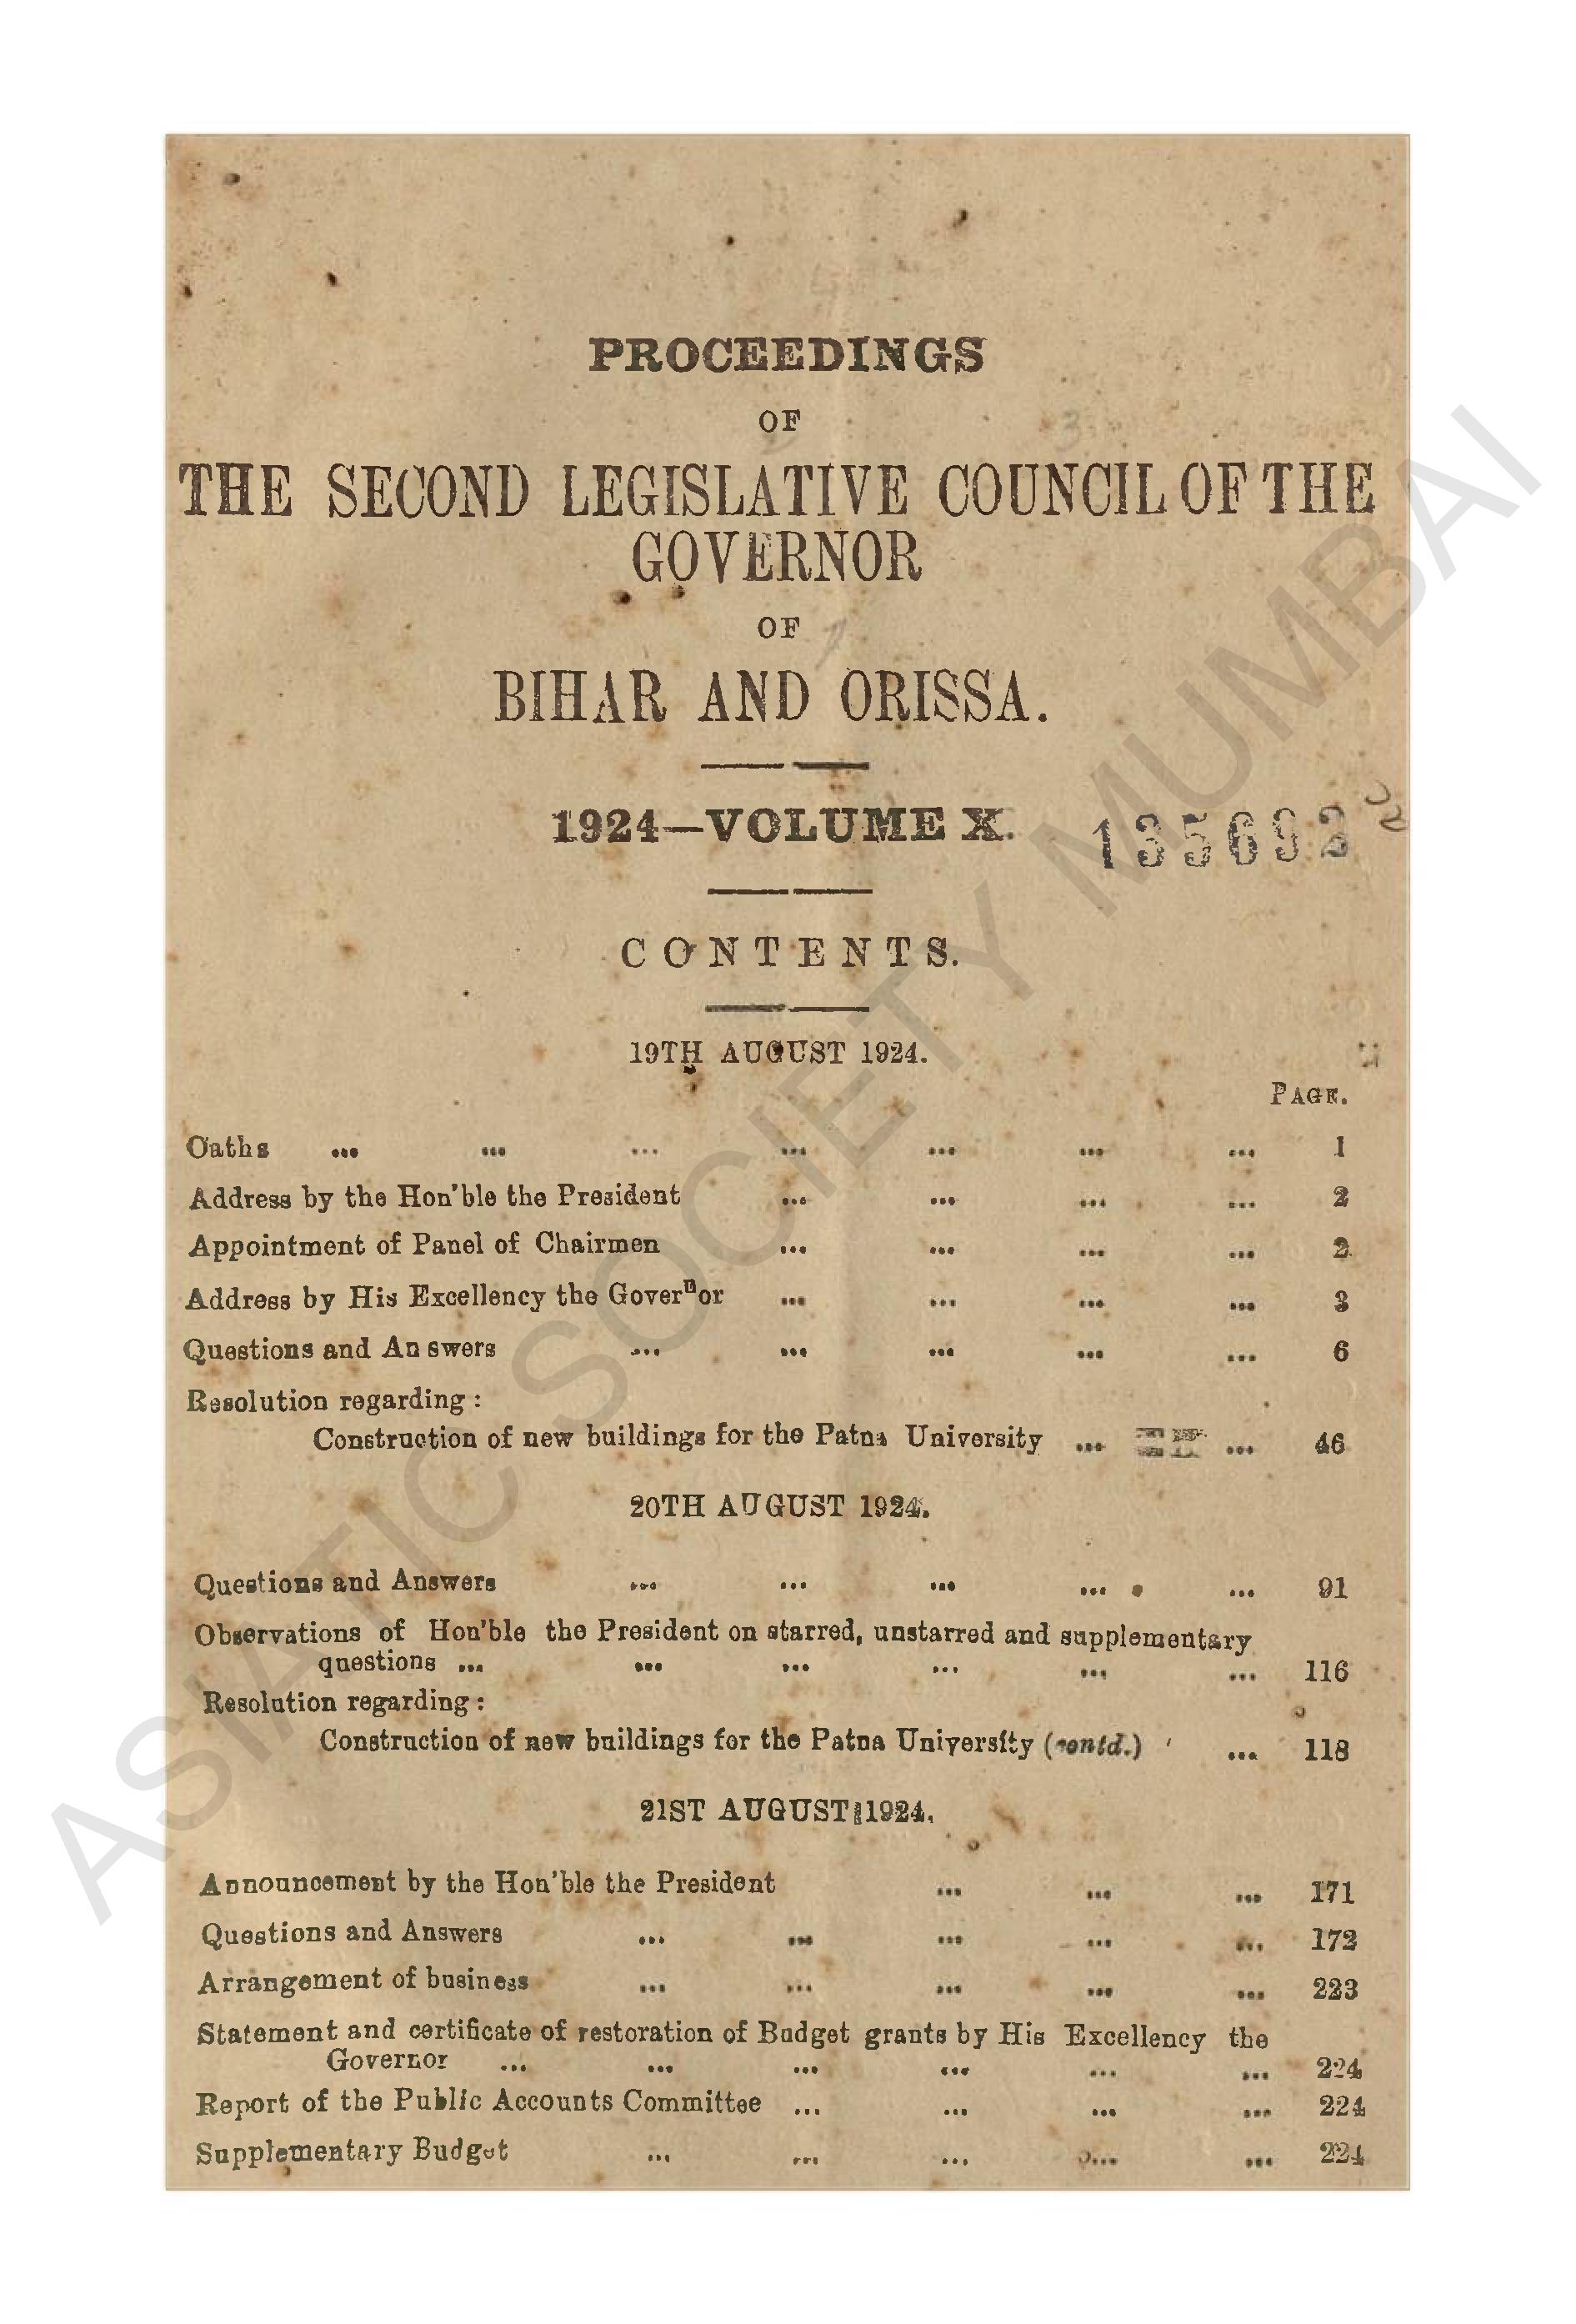 PROCEEDINGS
OF
THE SECOND LEGISLATIVE COUNCIL OF THE
GOVERNOR
OF
BIHAR AND ORISSA.
1924—VOLUME X.
135692
CONTENTS.
19TH AUGUST 1924.
PAGE.
Oaths ... ... ... ... ... ... ... 1
Address by the Hon'ble the President ... ... ... ... 2
Appointment of Panel of Chairmen ... ... ... ... 2
Address by His Excellency the Governor ... ... ... ... 3
Questions and Answers ... ... ... ... ... 6
Resolution regarding :
Construction of new buildings for the Patna University ... ... 46
20TH AUGUST 1924.
Questions and Answers ... ... ... ... ... 91
Observations of Hon'ble the President on starred, unstarred and supplementary
questions ... ... ... ... ... ... 116
Resolution regarding :
Construction of new buildings for the Patna University (contd.) ... 118
21ST AUGUST 1924.
Announcement by the Hon'ble the President ... ... ... 171
Questions and Answers ... ... ... ... ... 172
Arrangement of business ... ... ... ... ... 223
Statement and certificate of restoration of Budget grants by His Excellency the
Governor ... ... ... ... ... ... 224
Report of the Public Accounts Committee ... ... ... ... 224
Supplementary Budget ... ... ... ... ... 224
ASIATIC SOCIETY MUMBAI